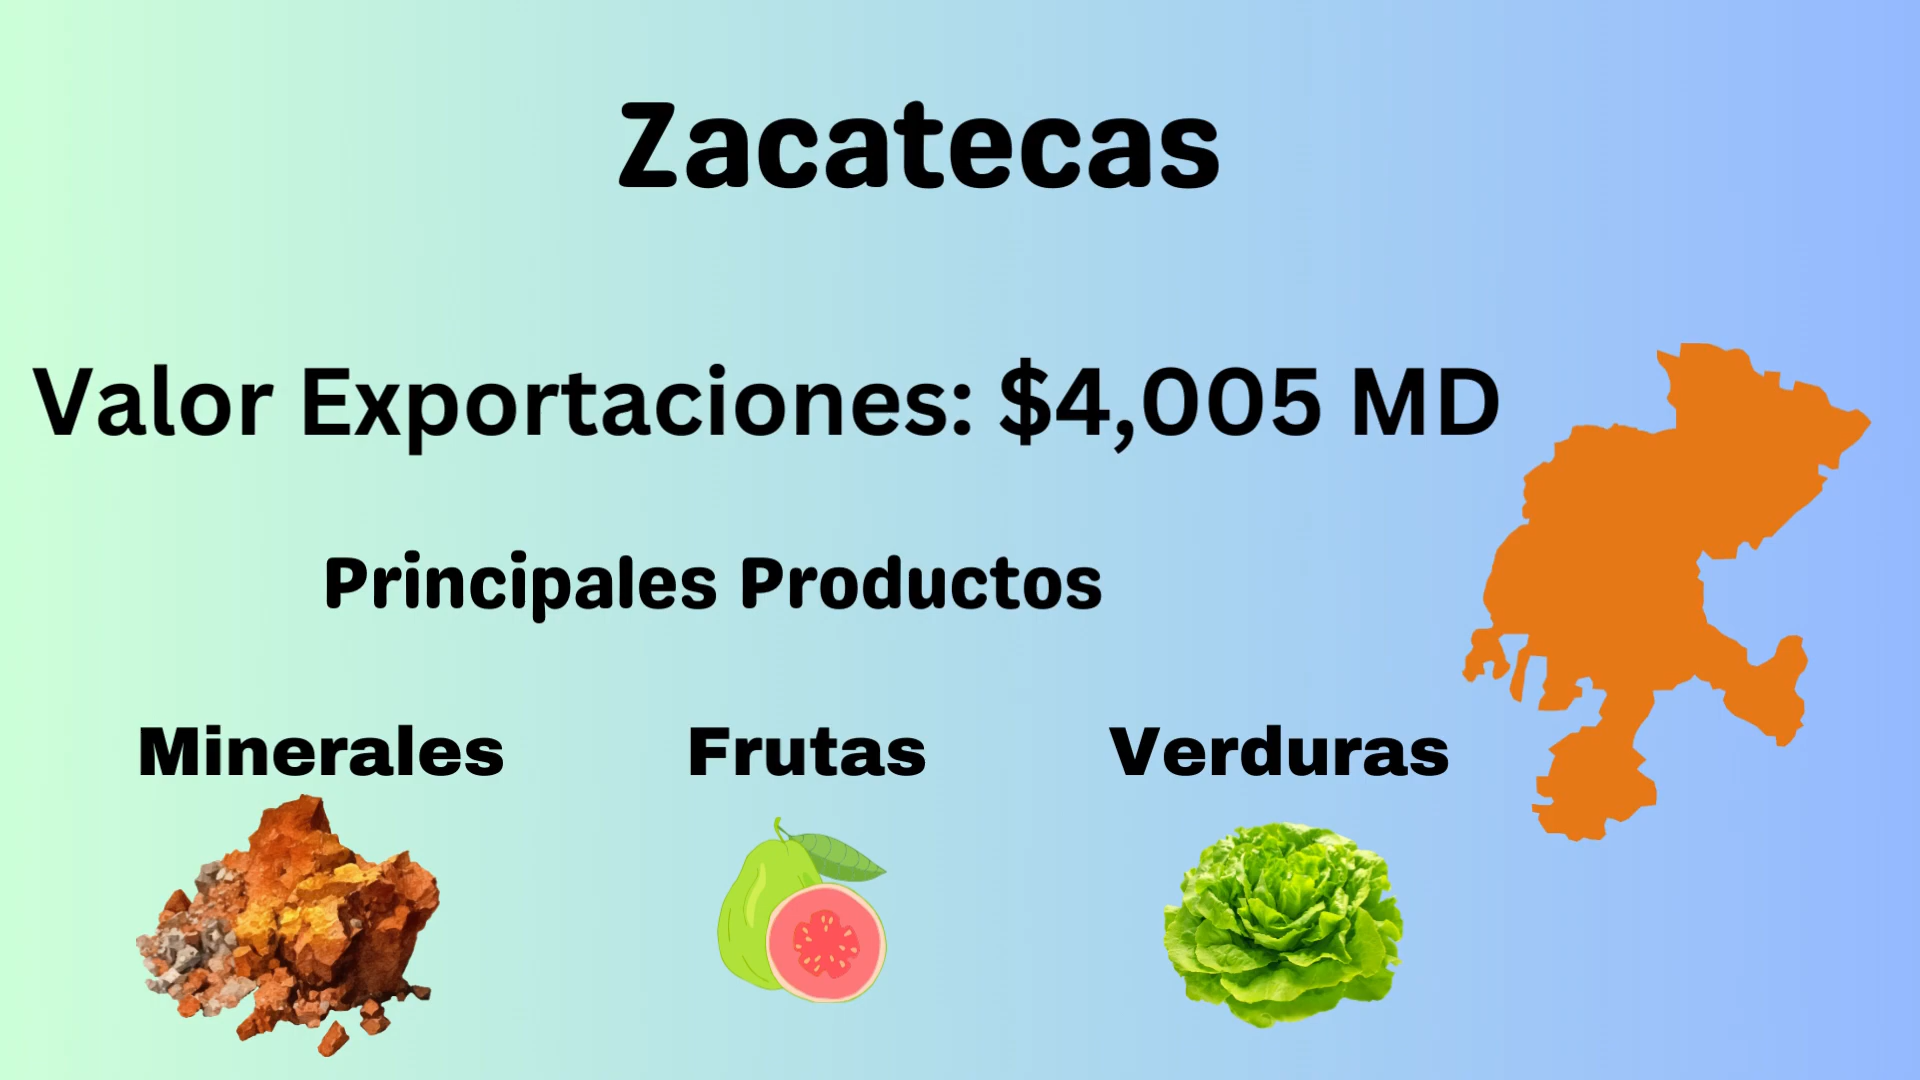 Zacatecas
Valor Exportaciones: $4,005 MD
Principales Productos
Minerales
Frutas
Verduras